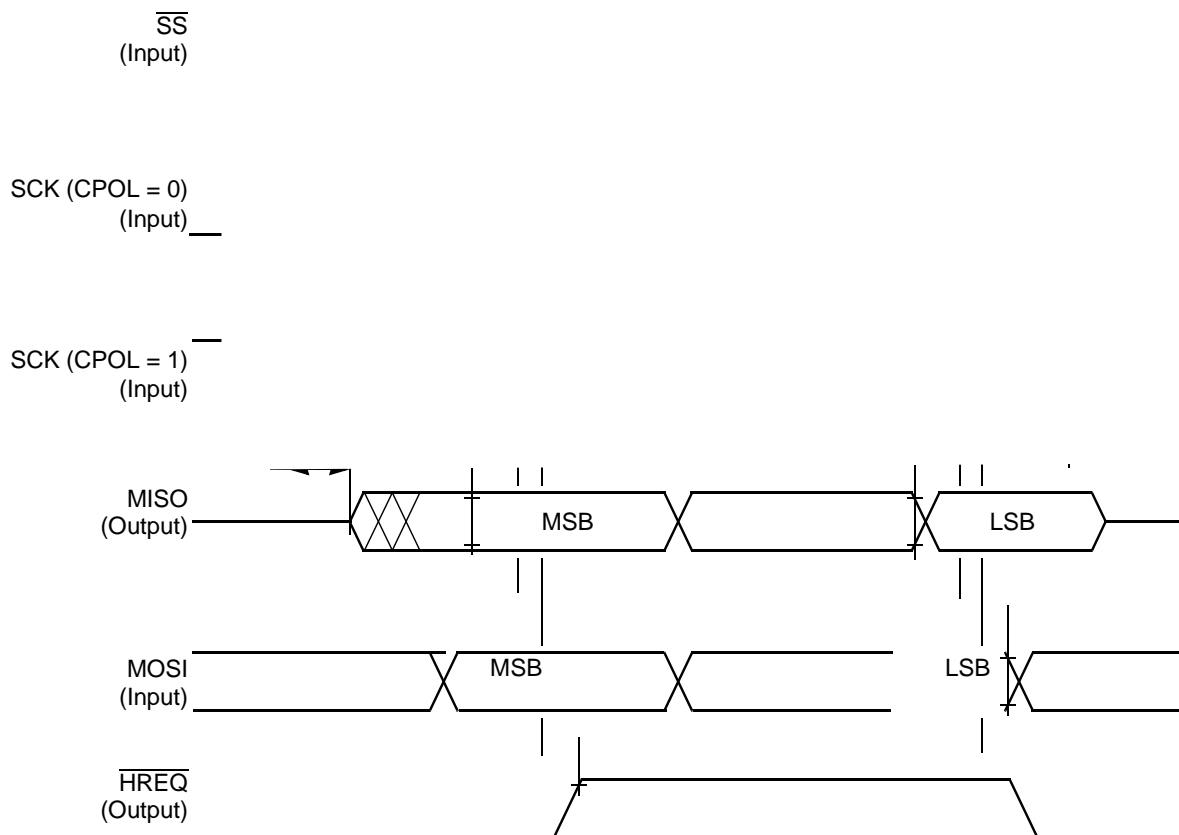 SS
(Input)
SCK (CPOL = 0)
(Input)
SCK (CPOL = 1)
(Input)
MISO
(Output)
MSB
LSB
MOSI
(Input)
MSB
LSB
HREQ
(Output)